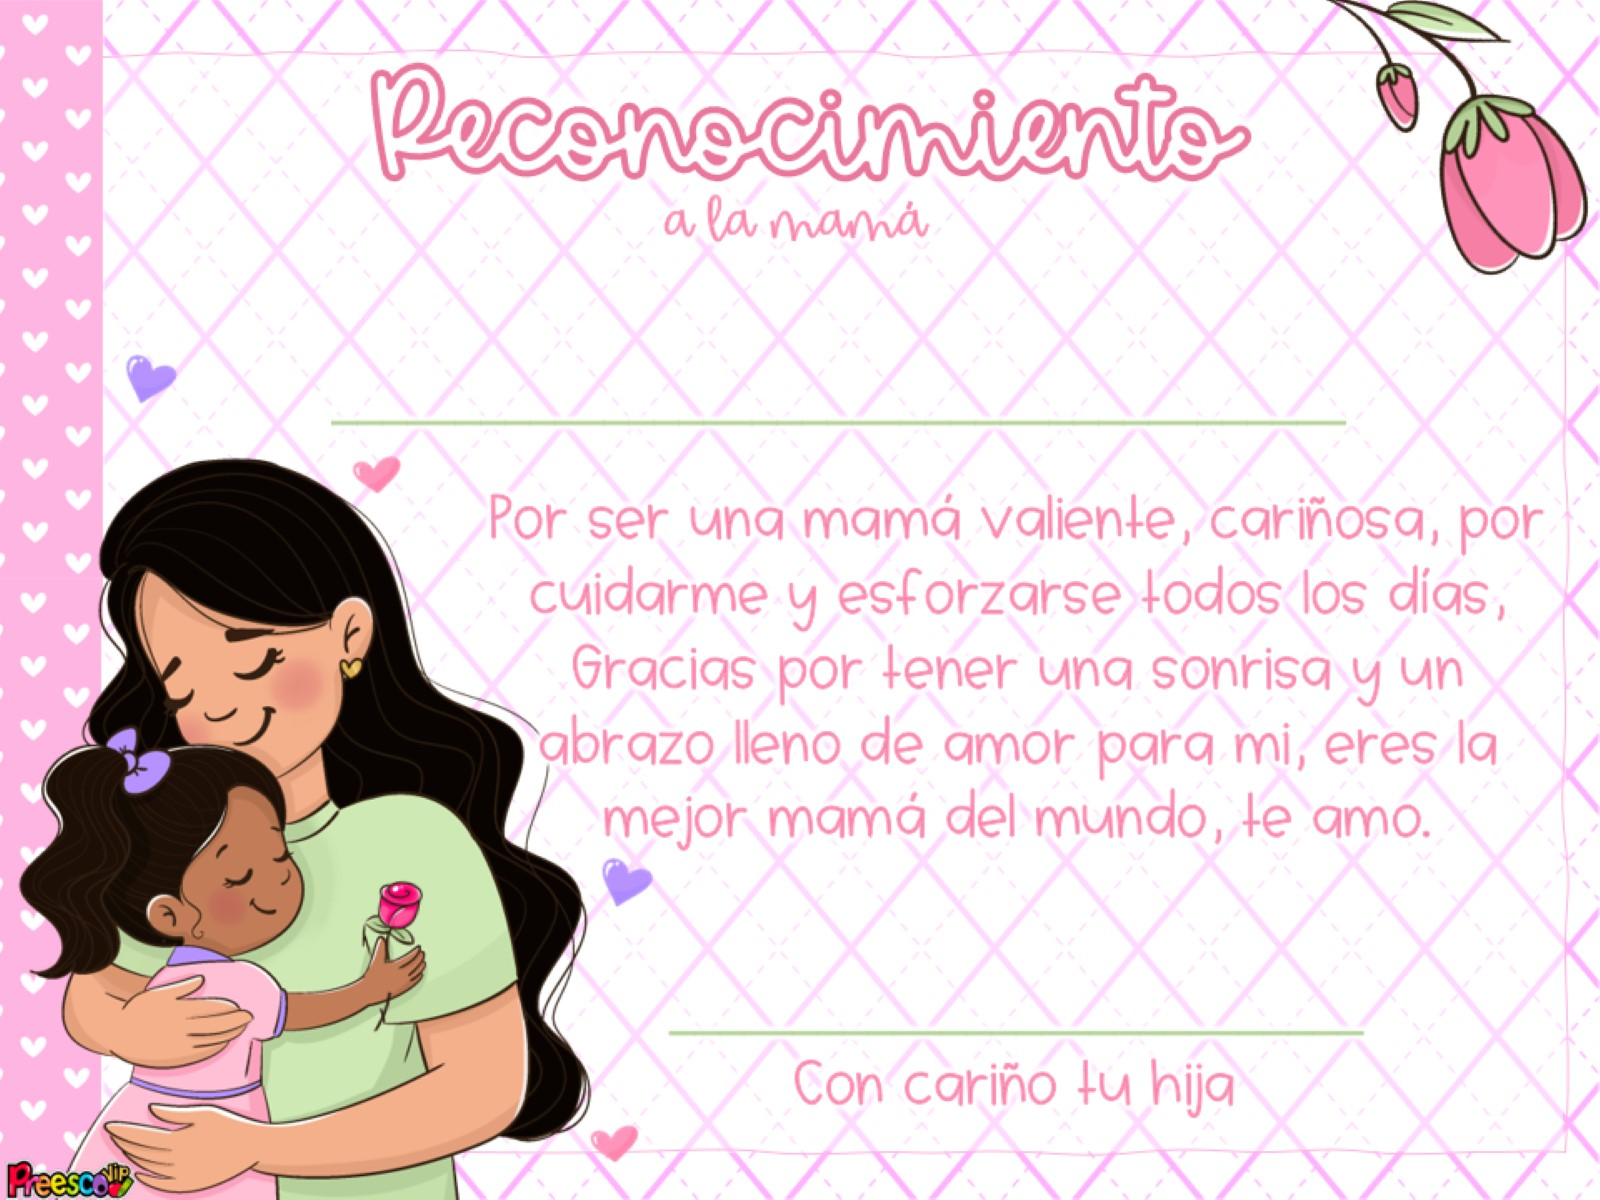 Reconocimiento
a la mamá
Por ser una mamá valiente, cariñosa, por
cuidarme y esforzarse todos los días,
Gracias por tener una sonrisa y un
abrazo lleno de amor para mi, eres la
mejor mamá del mundo, te amo.
Con cariño tu hija
Preesco Vip